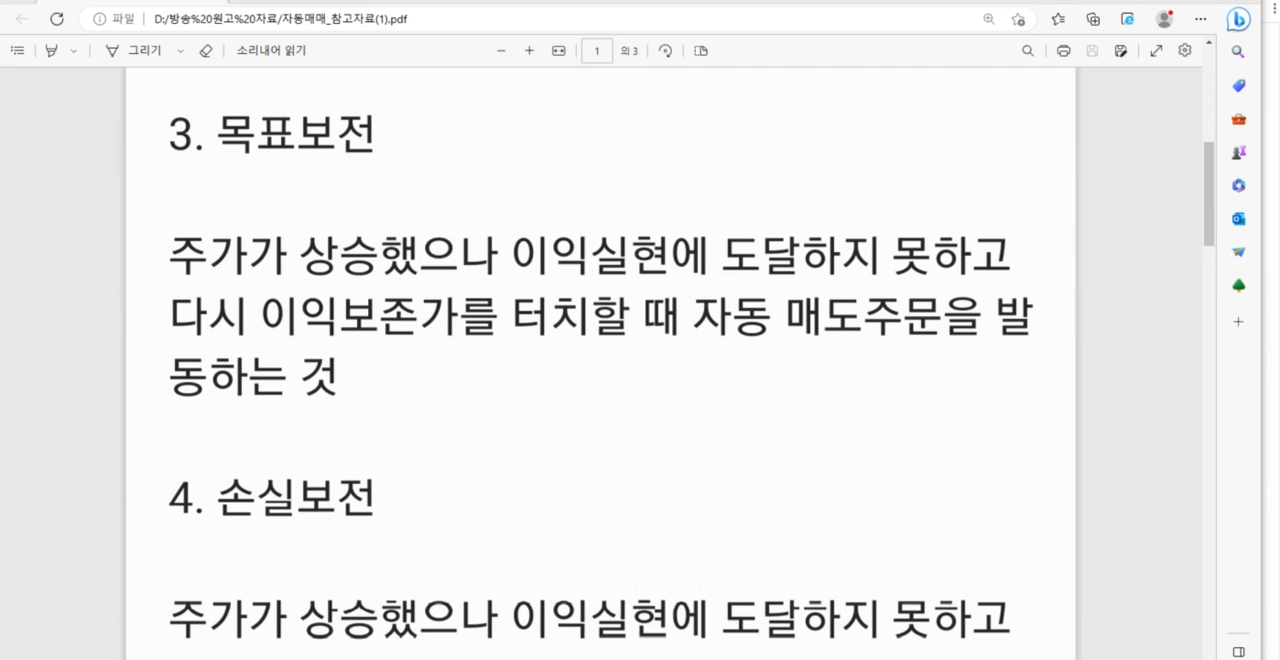 파일 D:/방송%20원고%20자료/자동매매_참고자료(1).pdf
그리기 소리내어 읽기 1 의 3
3. 목표보전
주가가 상승했으나 이익실현에 도달하지 못하고
다시 이익보존가를 터치할 때 자동 매도주문을 발
동하는 것
4. 손실보전
주가가 상승했으나 이익실현에 도달하지 못하고